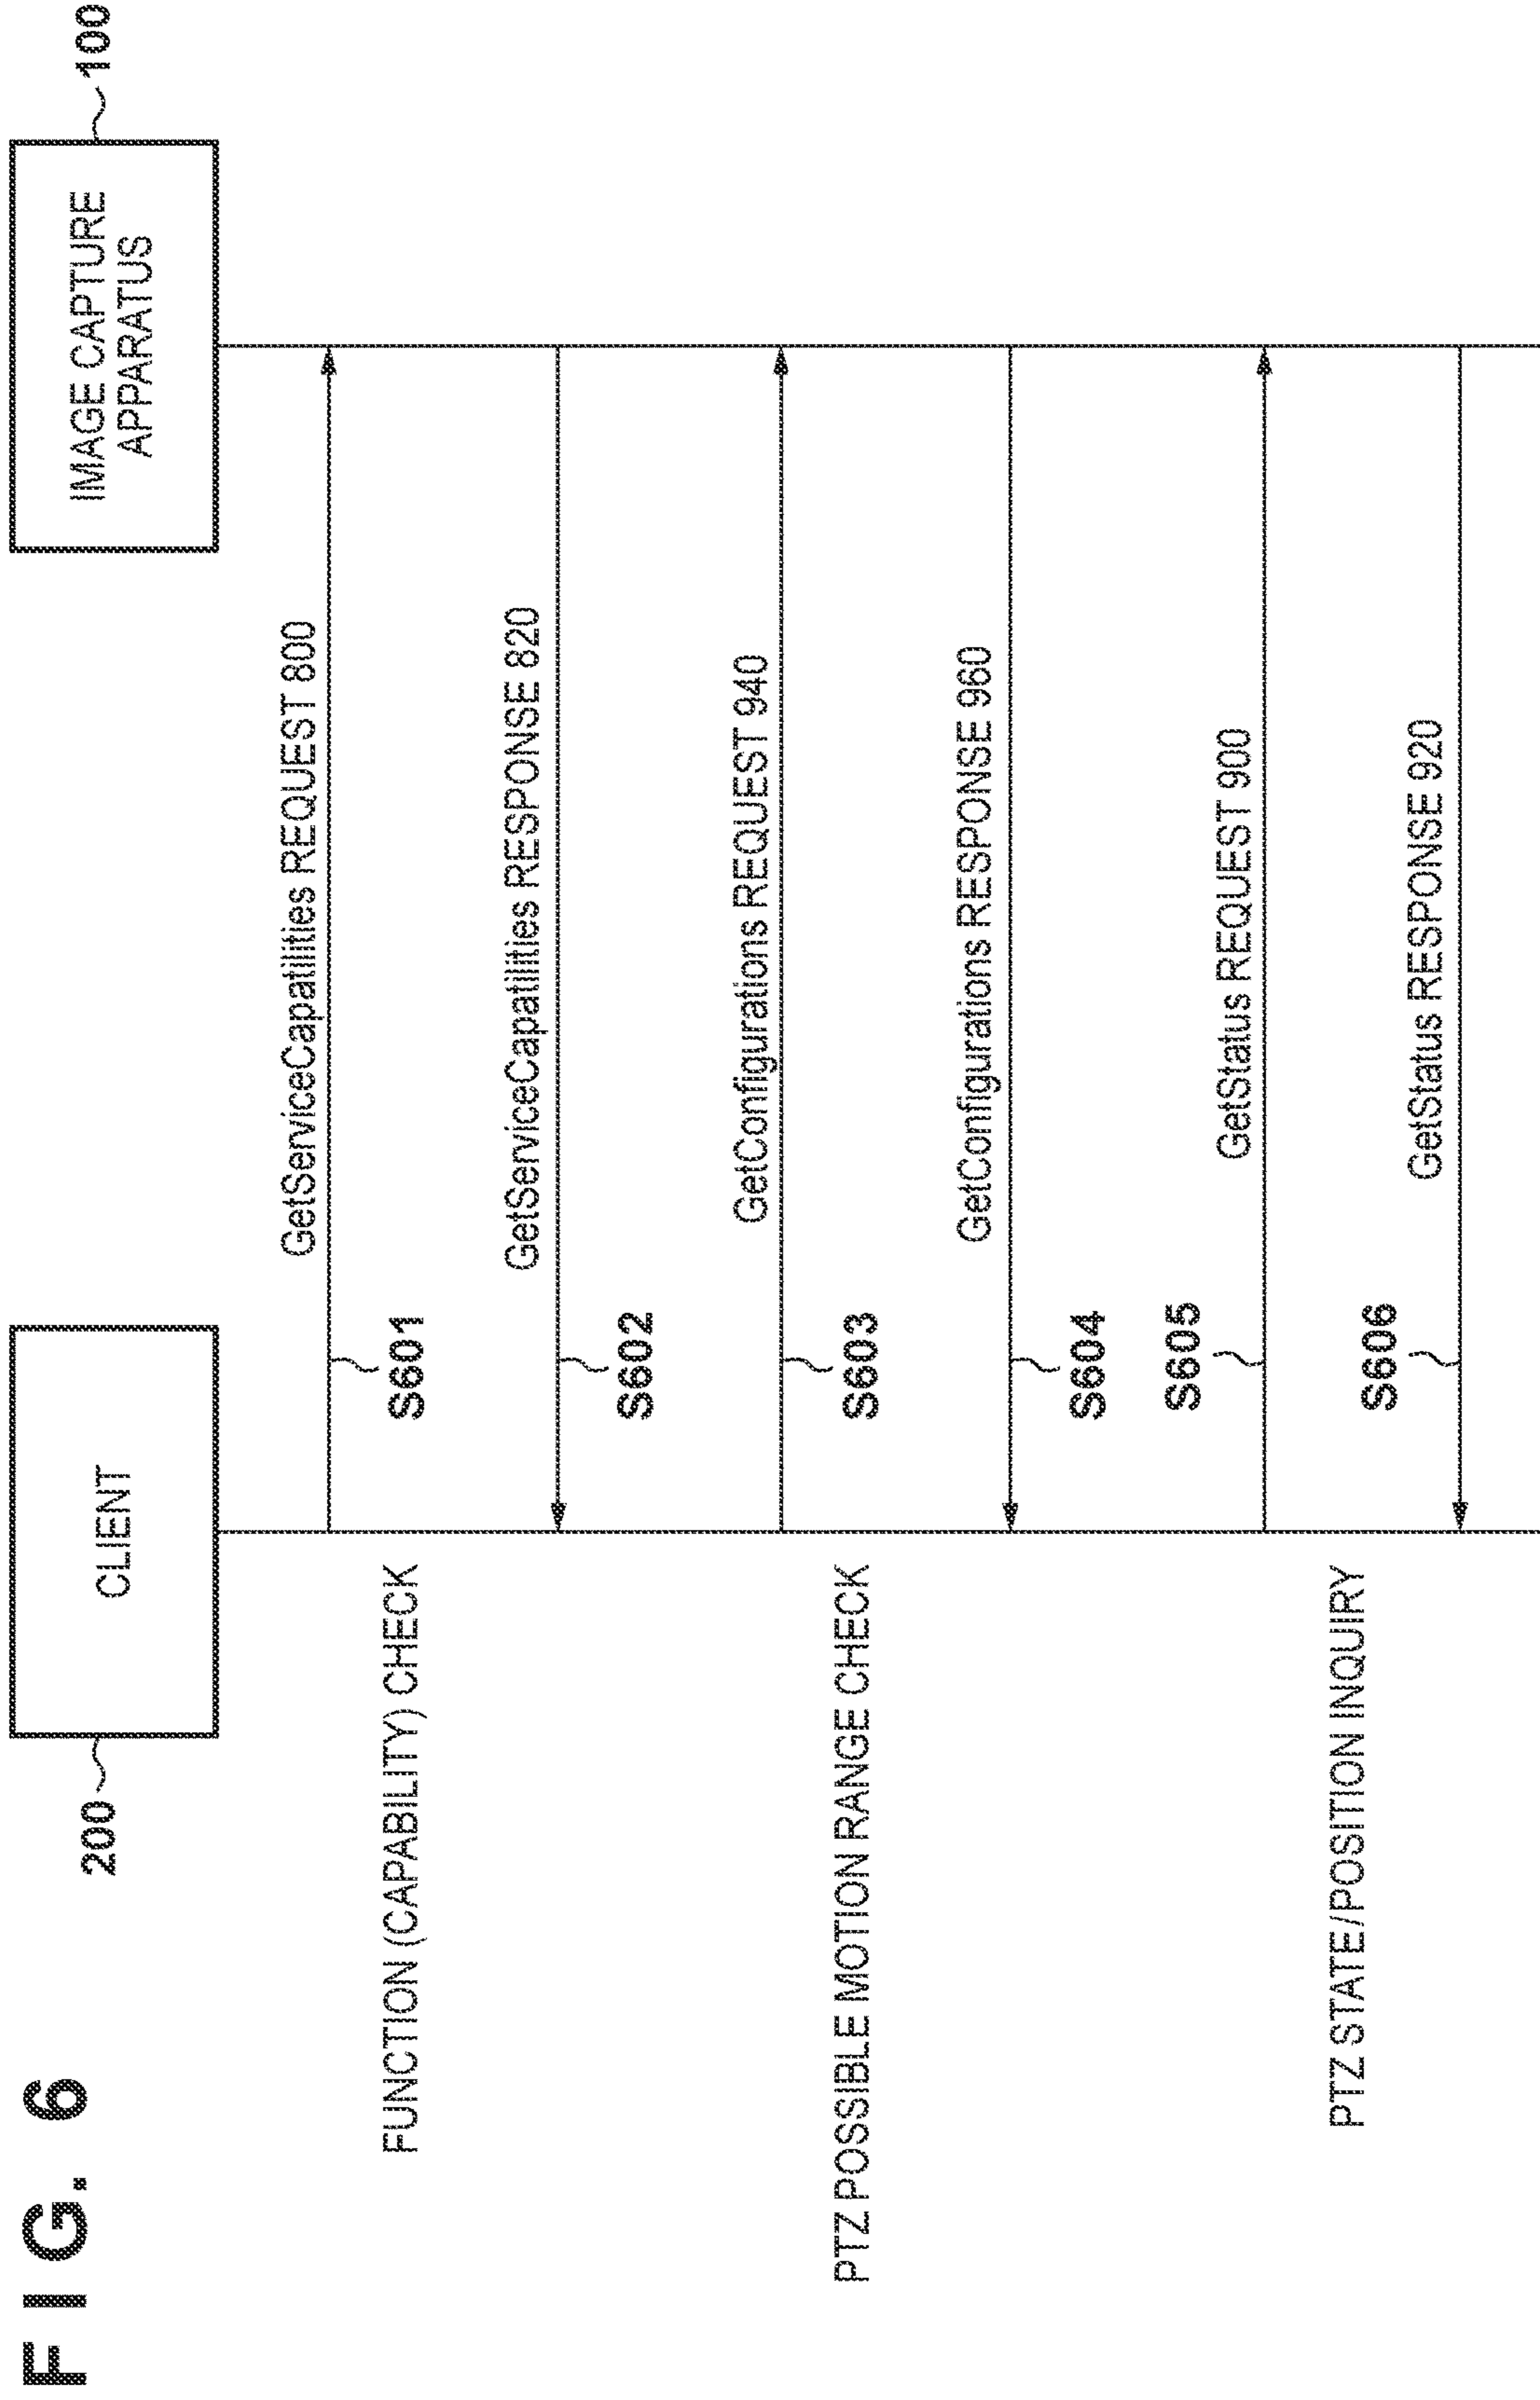 FIG. 6
200
CLIENT
IMAGE CAPTURE
APPARATUS
100
FUNCTION (CAPABILITY) CHECK
GetServiceCapatilities REQUEST 800
S601
GetServiceCapatilities RESPONSE 820
S602
PTZ POSSIBLE MOTION RANGE CHECK
GetConfigurations REQUEST 940
S603
GetConfigurations RESPONSE 960
S604
PTZ STATE/POSITION INQUIRY
GetStatus REQUEST 900
S605
GetStatus RESPONSE 920
S606